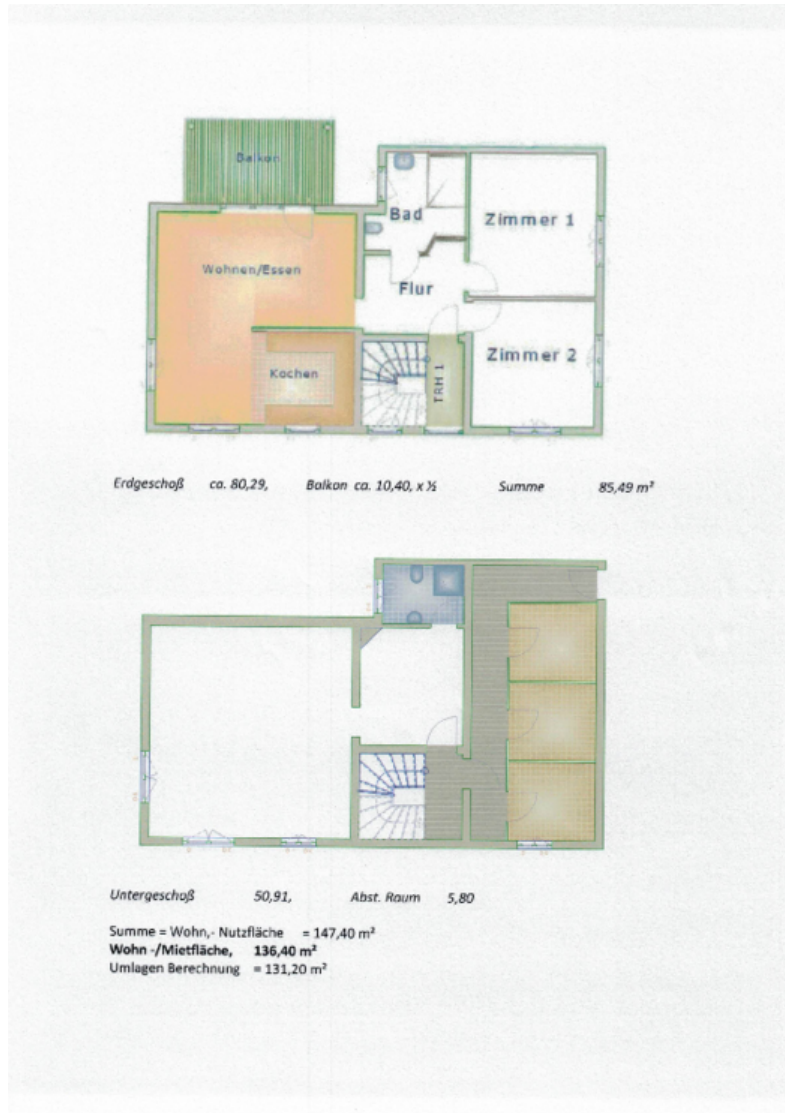 Balkon
Bad
Zimmer 1
Wohnen/Essen
Flur
Zimmer 2
Kochen
TRH 1
Erdgeschoß ca. 80,29, Balkon ca. 10,40, x ½ Summe 85,49 m²
Untergeschoß 50,91, Abst. Raum 5,80
Summe = Wohn,- Nutzfläche = 147,40 m²
Wohn -/Mietfläche, 136,40 m²
Umlagen Berechnung = 131,20 m²